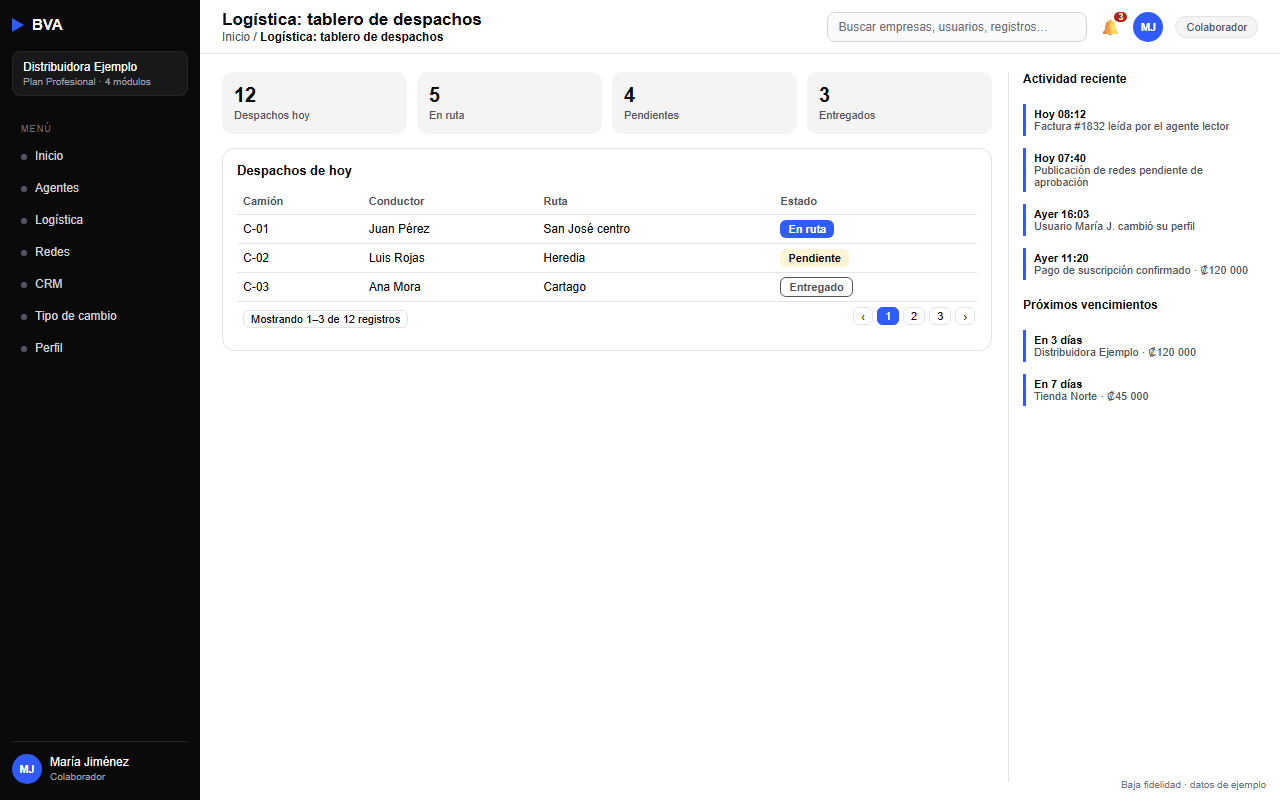 BVA
Distribuidora Ejemplo
Plan Profesional · 4 módulos
MENÚ
Inicio
Agentes
Logística
Redes
CRM
Tipo de cambio
Perfil
MJ
María Jiménez
Colaborador
Logística: tablero de despachos
Inicio / Logística: tablero de despachos
Buscar empresas, usuarios, registros…
3
MJ
Colaborador
12
Despachos hoy
5
En ruta
4
Pendientes
3
Entregados
Despachos de hoy
Camión Conductor Ruta Estado
C-01 Juan Pérez San José centro En ruta
C-02 Luis Rojas Heredia Pendiente
C-03 Ana Mora Cartago Entregado
Mostrando 1–3 de 12 registros
‹ 1 2 3 ›
Actividad reciente
Hoy 08:12
Factura #1832 leída por el agente lector
Hoy 07:40
Publicación de redes pendiente de
aprobación
Ayer 16:03
Usuario María J. cambió su perfil
Ayer 11:20
Pago de suscripción confirmado · ₡120 000
Próximos vencimientos
En 3 días
Distribuidora Ejemplo · ₡120 000
En 7 días
Tienda Norte · ₡45 000
Baja fidelidad · datos de ejemplo